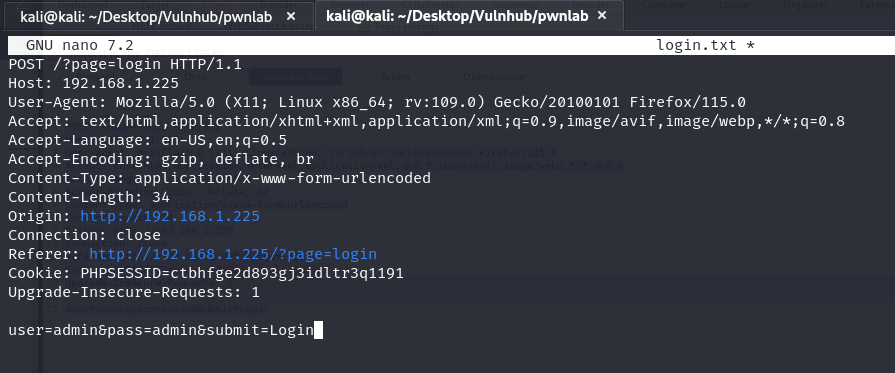 kali@kali: ~/Desktop/Vulnhub/pwnlab × kali@kali: ~/Desktop/Vulnhub/pwnlab ×
GNU nano 7.2 login.txt *
POST /?page=login HTTP/1.1
Host: 192.168.1.225
User-Agent: Mozilla/5.0 (X11; Linux x86_64; rv:109.0) Gecko/20100101 Firefox/115.0
Accept: text/html,application/xhtml+xml,application/xml;q=0.9,image/avif,image/webp,*/*;q=0.8
Accept-Language: en-US,en;q=0.5
Accept-Encoding: gzip, deflate, br
Content-Type: application/x-www-form-urlencoded
Content-Length: 34
Origin: http://192.168.1.225
Connection: close
Referer: http://192.168.1.225/?page=login
Cookie: PHPSESSID=ctbhfge2d893gj3idltr3q1191
Upgrade-Insecure-Requests: 1
user=admin&pass=admin&submit=Login